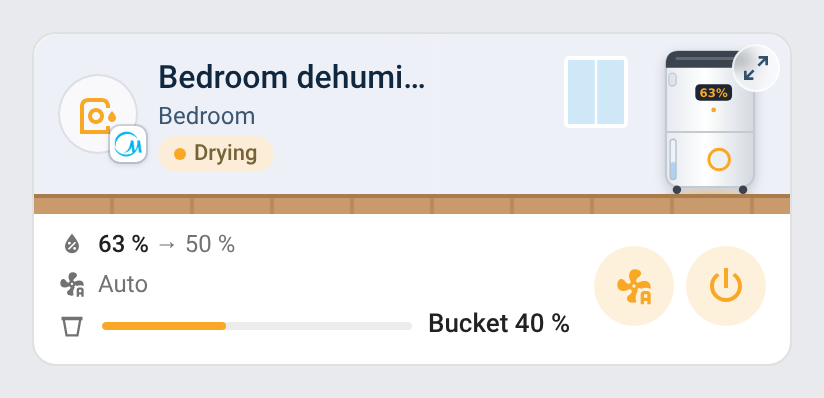 Bedroom dehumi...
Bedroom
Drying
63%
63 % → 50 %
Auto
Bucket 40 %